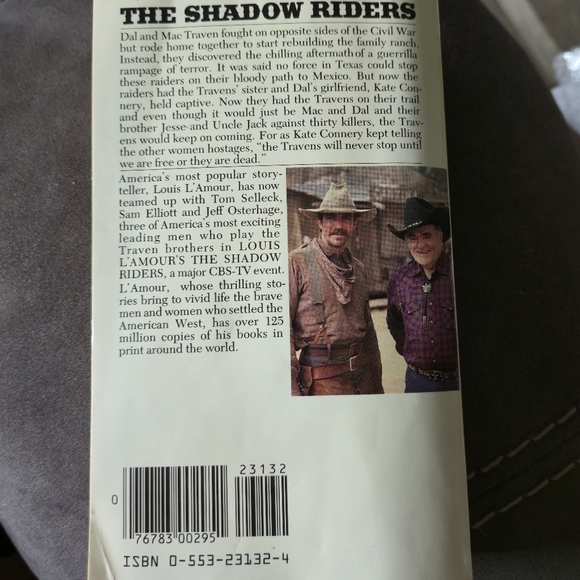 THE SHADOW RIDERS
Dal and Mac Traven fought on opposite sides of the Civil War
but rode home together to start rebuilding the family ranch.
Instead, they discovered the chilling aftermath of a guerrilla
rampage of terror. It was said no force in Texas could stop
these raiders on their bloody path to Mexico. But now the
raiders had the Travens' sister and Dal's girlfriend, Kate Con-
nery, held captive. Now they had the Travens on their trail
and even though it would just be Mac and Dal and their
brother Jesse and Uncle Jack against thirty killers, the Trav-
ens would keep on coming. For as Kate Connery kept telling
the other women hostages, "the Travens will never stop until
we are free or they are dead."
America's most popular story-
teller, Louis L'Amour, has now
teamed up with Tom Selleck,
Sam Elliott and Jeff Osterhage,
three of America's most exciting
leading men who play the
Traven brothers in LOUIS
L'AMOUR'S THE SHADOW
RIDERS, a major CBS-TV event.
L'Amour, whose thrilling sto-
ries bring to vivid life the brave
men and women who settled the
American West, has over 125
million copies of his books in
print around the world.
23132
0
76783 00295
ISBN 0-553-23132-4